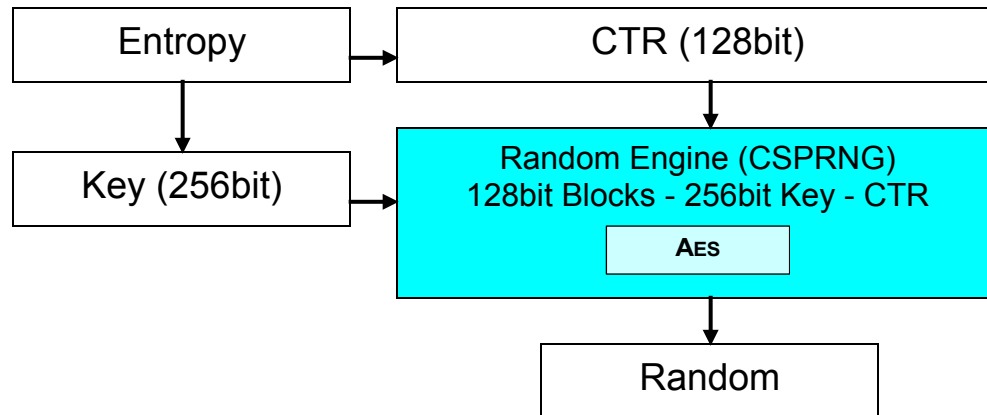 Entropy
CTR (128bit)
Key (256bit)
Random Engine (CSPRNG)
128bit Blocks - 256bit Key - CTR
AES
Random